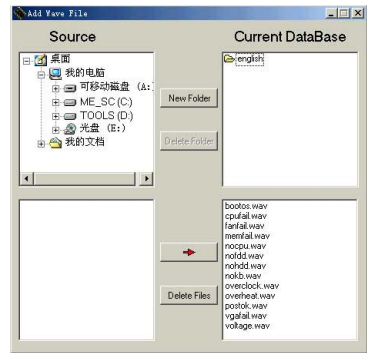 Add Wave File
Source
Current DataBase
桌面
我的电脑
可移动磁盘 (A:
ME_SC (C:)
TOOLS (D:)
光盘 (E:)
我的文档
english
New Folder
Delete Folder
bootos.wav
cpufail.wav
fanfail.wav
memfail.wav
nocpu.wav
nofdd.wav
nohdd.wav
nokb.wav
overclock.wav
overheat.wav
postok.wav
vgafail.wav
voltage.wav
Delete Files